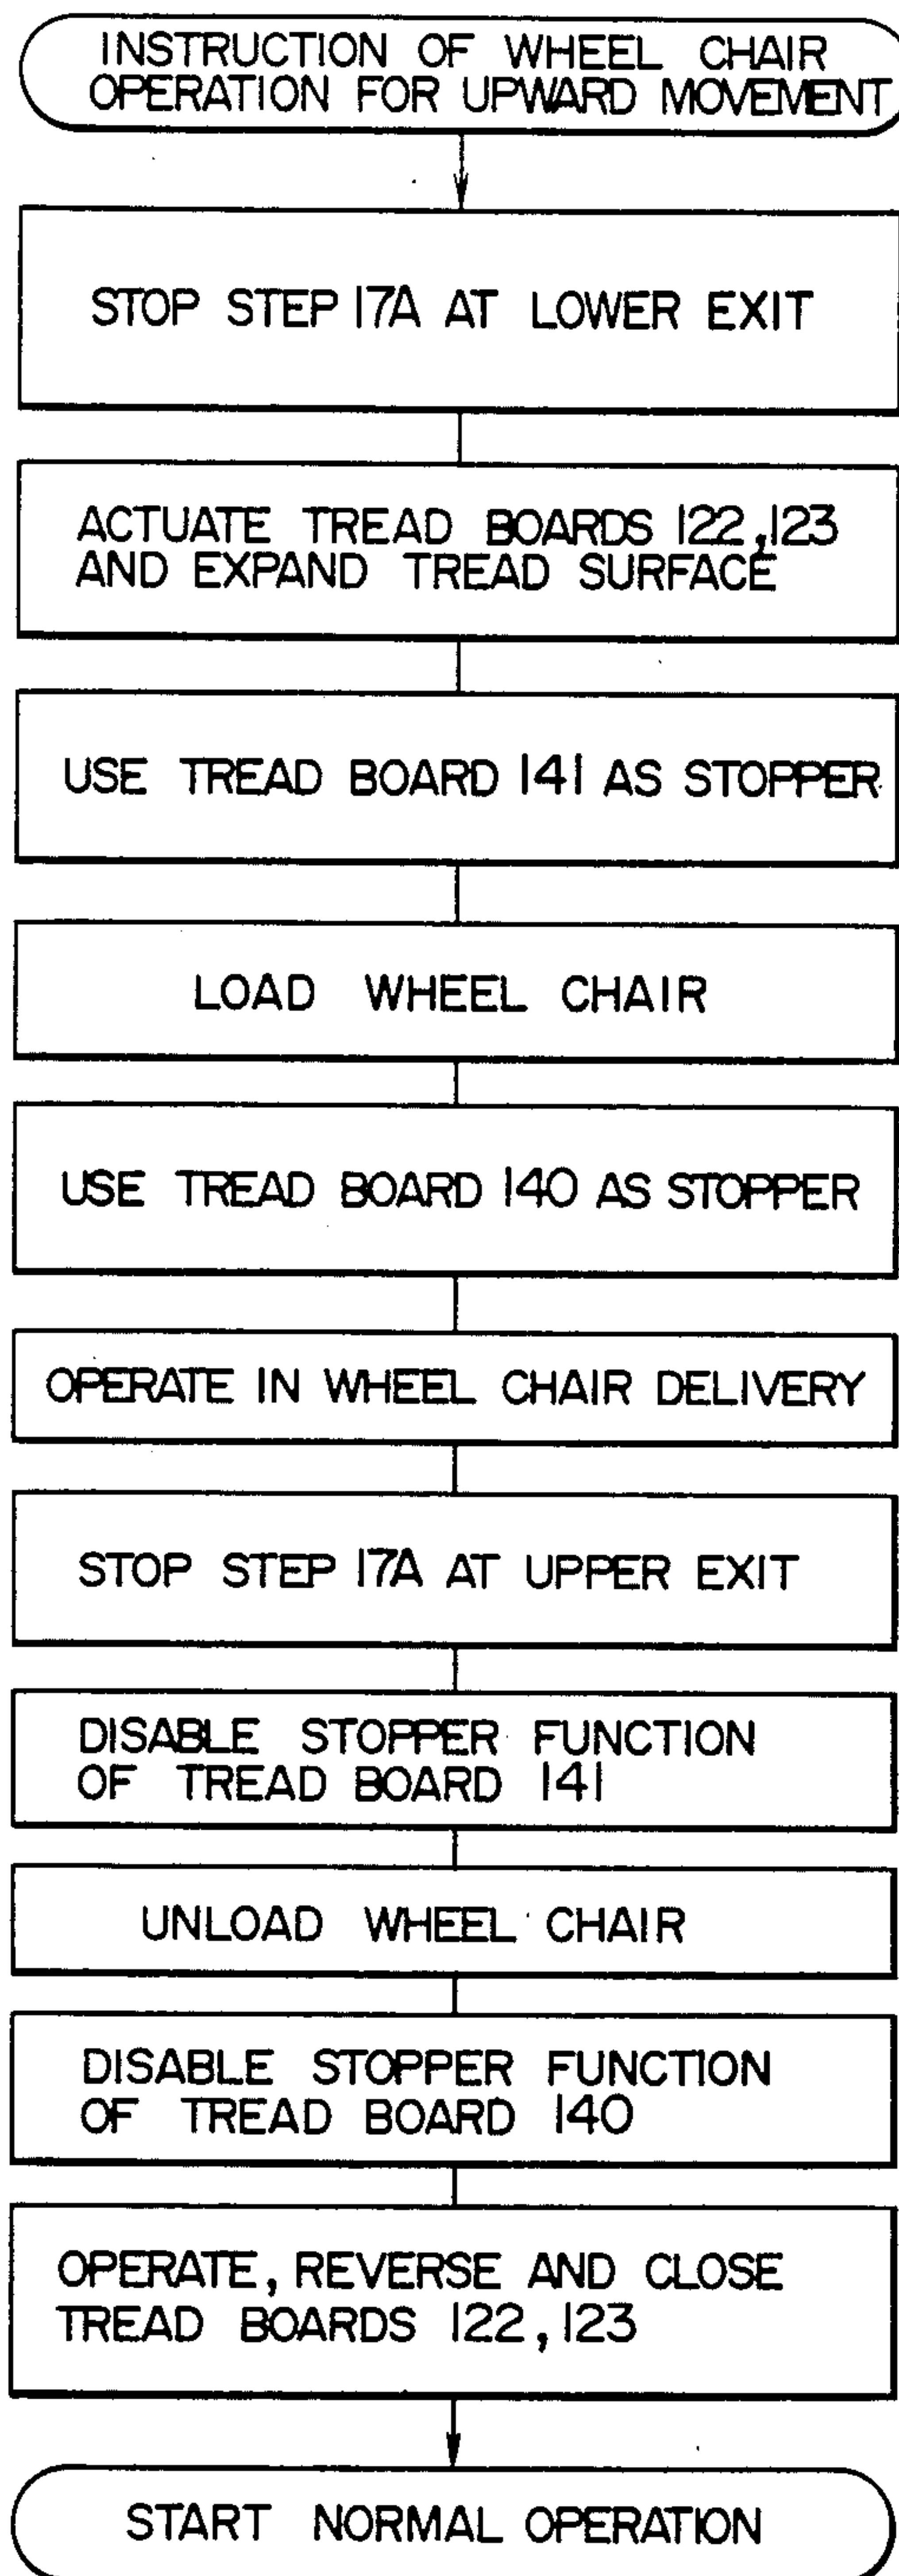 INSTRUCTION OF WHEEL CHAIR
OPERATION FOR UPWARD MOVEMENT
STOP STEP 17A AT LOWER EXIT
ACTUATE TREAD BOARDS 122,123
AND EXPAND TREAD SURFACE
USE TREAD BOARD 141 AS STOPPER
LOAD WHEEL CHAIR
USE TREAD BOARD 140 AS STOPPER
OPERATE IN WHEEL CHAIR DELIVERY
STOP STEP 17A AT UPPER EXIT
DISABLE STOPPER FUNCTION
OF TREAD BOARD 141
UNLOAD WHEEL CHAIR
DISABLE STOPPER FUNCTION
OF TREAD BOARD 140
OPERATE, REVERSE AND CLOSE
TREAD BOARDS 122, 123
START NORMAL OPERATION